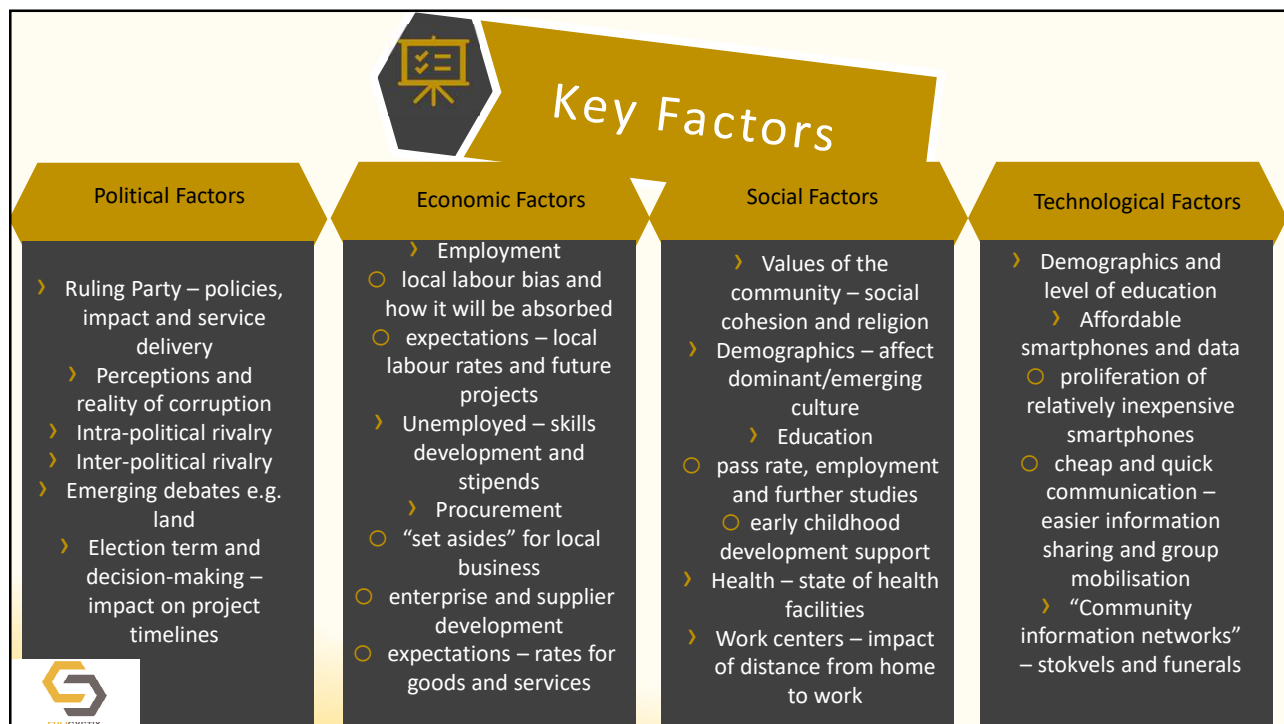 Key Factors
Political Factors
› Ruling Party – policies,
impact and service
delivery
› Perceptions and
reality of corruption
› Intra-political rivalry
› Inter-political rivalry
› Emerging debates e.g.
land
› Election term and
decision-making –
impact on project
timelines
Economic Factors
› Employment
○ local labour bias and
how it will be absorbed
○ expectations – local
labour rates and future
projects
› Unemployed – skills
development and
stipends
› Procurement
○ “set asides” for local
business
○ enterprise and supplier
development
○ expectations – rates for
goods and services
Social Factors
› Values of the
community – social
cohesion and religion
› Demographics – affect
dominant/emerging
culture
› Education
○ pass rate, employment
and further studies
○ early childhood
development support
› Health – state of health
facilities
› Work centers – impact
of distance from home
to work
Technological Factors
› Demographics and
level of education
› Affordable
smartphones and data
○ proliferation of
relatively inexpensive
smartphones
○ cheap and quick
communication –
easier information
sharing and group
mobilisation
› “Community
information networks”
– stokvels and funerals